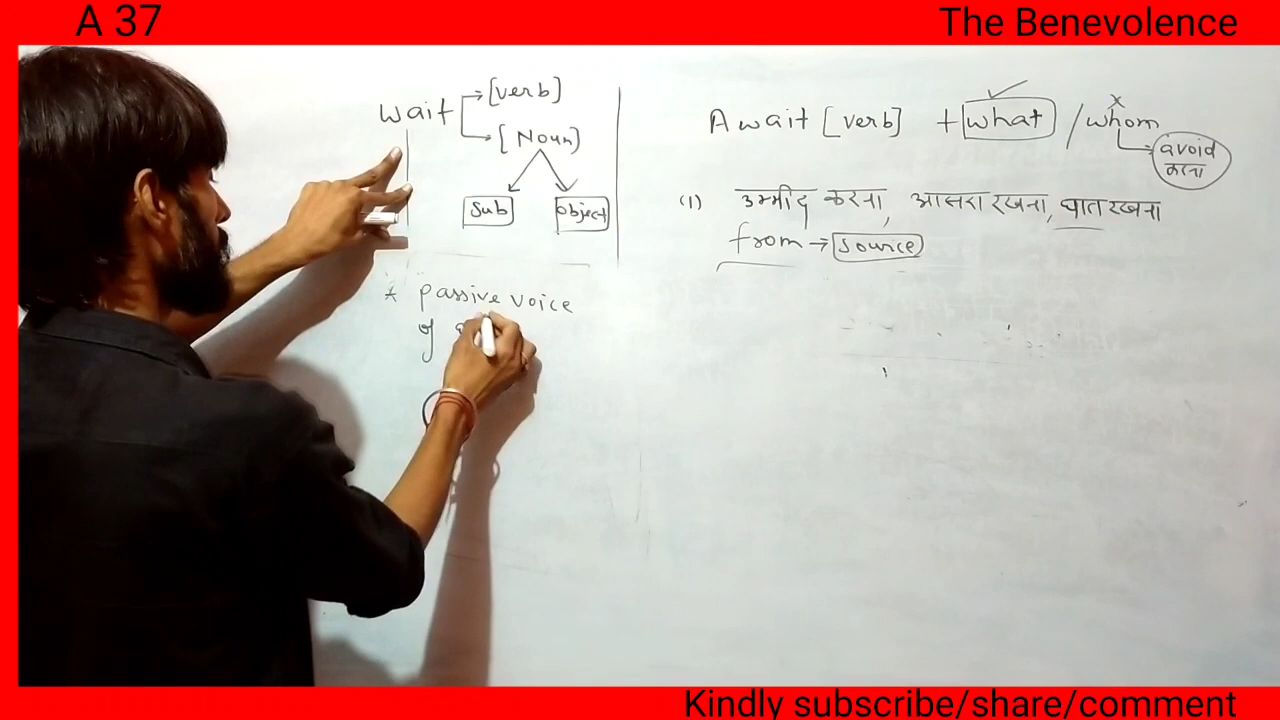 A 37
The Benevolence
wait
[verb]
[Noun]
Sub
object
* passive voice
of
Await [verb] + what / whom
x
avoid
करना
(1) उम्मीद करना, आसरा रखना, घात रखना
from → source
Kindly subscribe/share/comment